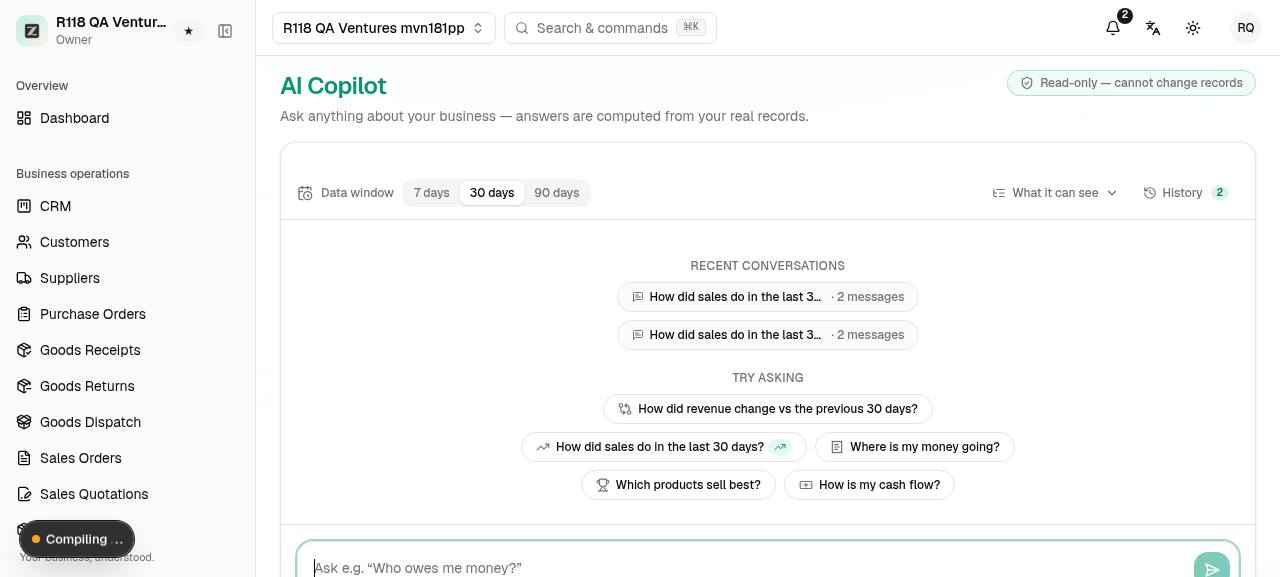 R118 QA Ventur...
Owner
R118 QA Ventures mvn181pp
Search & commands
⌘K
2
RQ
Overview
Dashboard
Business operations
CRM
Customers
Suppliers
Purchase Orders
Goods Receipts
Goods Returns
Goods Dispatch
Sales Orders
Sales Quotations
Compiling ...
Your business, understood.
AI Copilot
Read-only — cannot change records
Ask anything about your business — answers are computed from your real records.
Data window
7 days
30 days
90 days
What it can see
History
2
RECENT CONVERSATIONS
How did sales do in the last 3... · 2 messages
How did sales do in the last 3... · 2 messages
TRY ASKING
How did revenue change vs the previous 30 days?
How did sales do in the last 30 days?
Where is my money going?
Which products sell best?
How is my cash flow?
Ask e.g. “Who owes me money?”